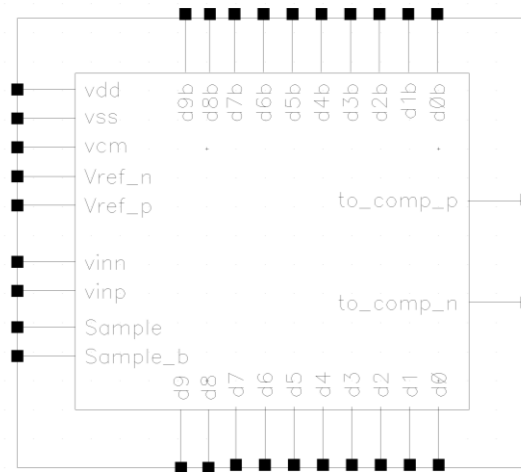 d9b d8b d7b d6b d5b d4b d3b d2b d1b d0b
vdd
vss
vcm
Vref_n
Vref_p
to_comp_p
vinn
vinp
to_comp_n
Sample
Sample_b
d9 d8 d7 d6 d5 d4 d3 d2 d1 d0